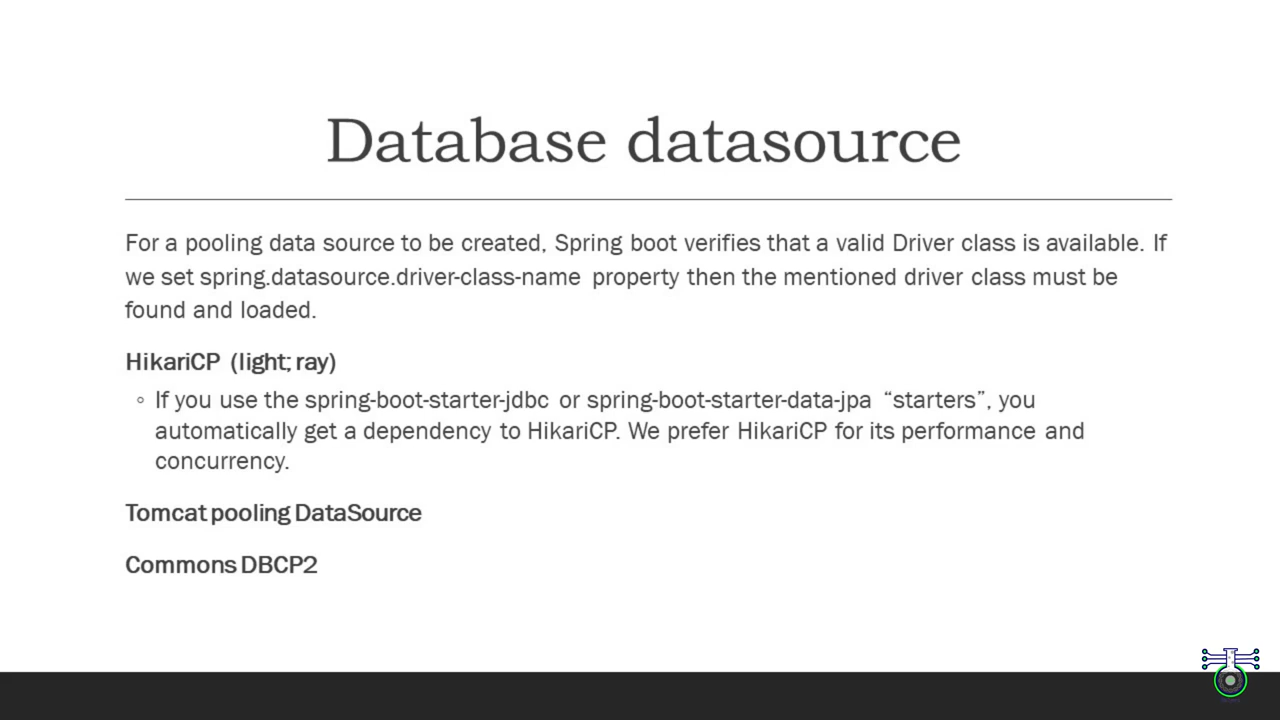 Database datasource
For a pooling data source to be created, Spring boot verifies that a valid Driver class is available. If
we set spring.datasource.driver-class-name property then the mentioned driver class must be
found and loaded.
HikariCP (light; ray)
◦ If you use the spring-boot-starter-jdbc or spring-boot-starter-data-jpa “starters”, you
automatically get a dependency to HikariCP. We prefer HikariCP for its performance and
concurrency.
Tomcat pooling DataSource
Commons DBCP2